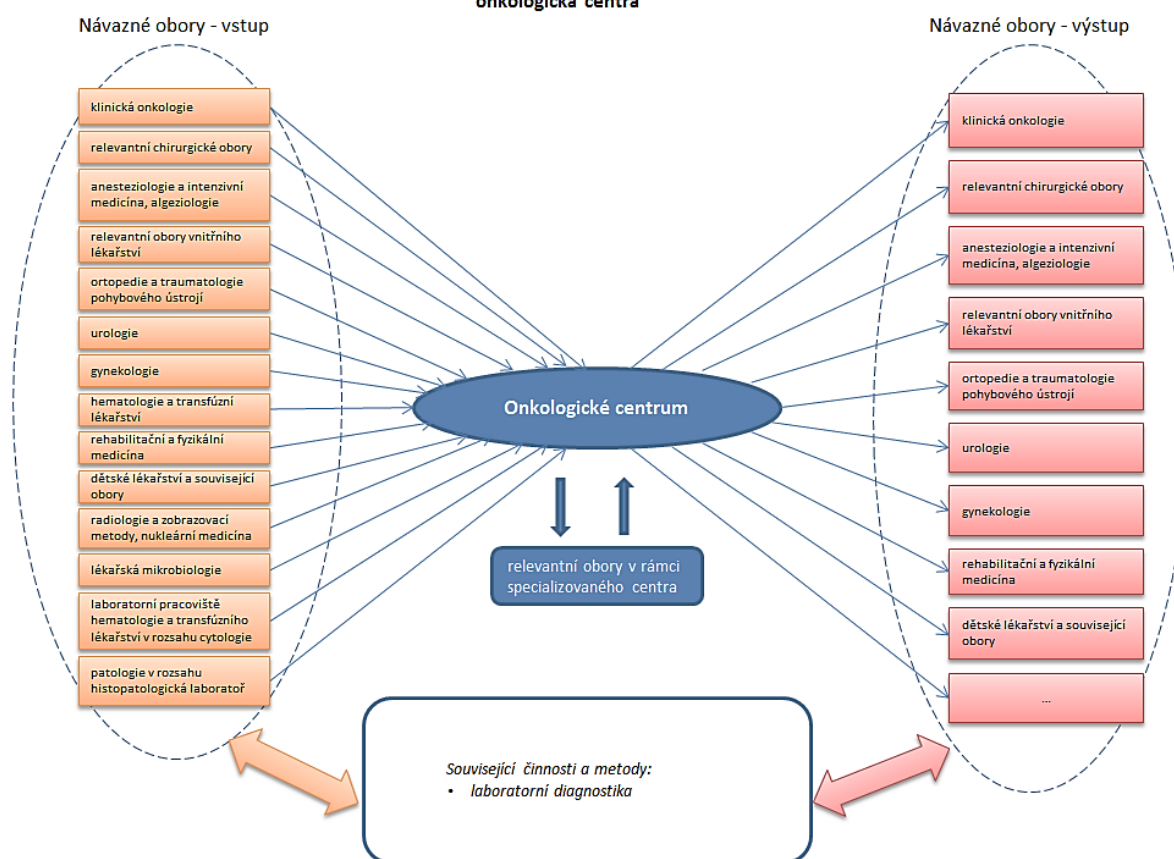 onkologická centra
Návazné obory - vstup
klinická onkologie
relevantní chirurgické obory
anesteziologie a intenzivní
medicína, algeziologie
relevantní obory vnitřního
lékařství
ortopedie a traumatologie
pohybového ústrojí
urologie
gynekologie
hematologie a transfúzní
lékařství
rehabilitační a fyzikální
medicína
dětské lékařství a související
obory
radiologie a zobrazovací
metody, nukleární medicína
lékařská mikrobiologie
laboratorní pracoviště
hematologie a transfúzního
lékařství v rozsahu cytologie
patologie v rozsahu
histopatologická laboratoř
Onkologické centrum
relevantní obory v rámci
specializovaného centra
Související činnosti a metody:
• laboratorní diagnostika
Návazné obory - výstup
klinická onkologie
relevantní chirurgické obory
anesteziologie a intenzivní
medicína, algeziologie
relevantní obory vnitřního
lékařství
ortopedie a traumatologie
pohybového ústrojí
urologie
gynekologie
rehabilitační a fyzikální
medicína
dětské lékařství a související
obory
...